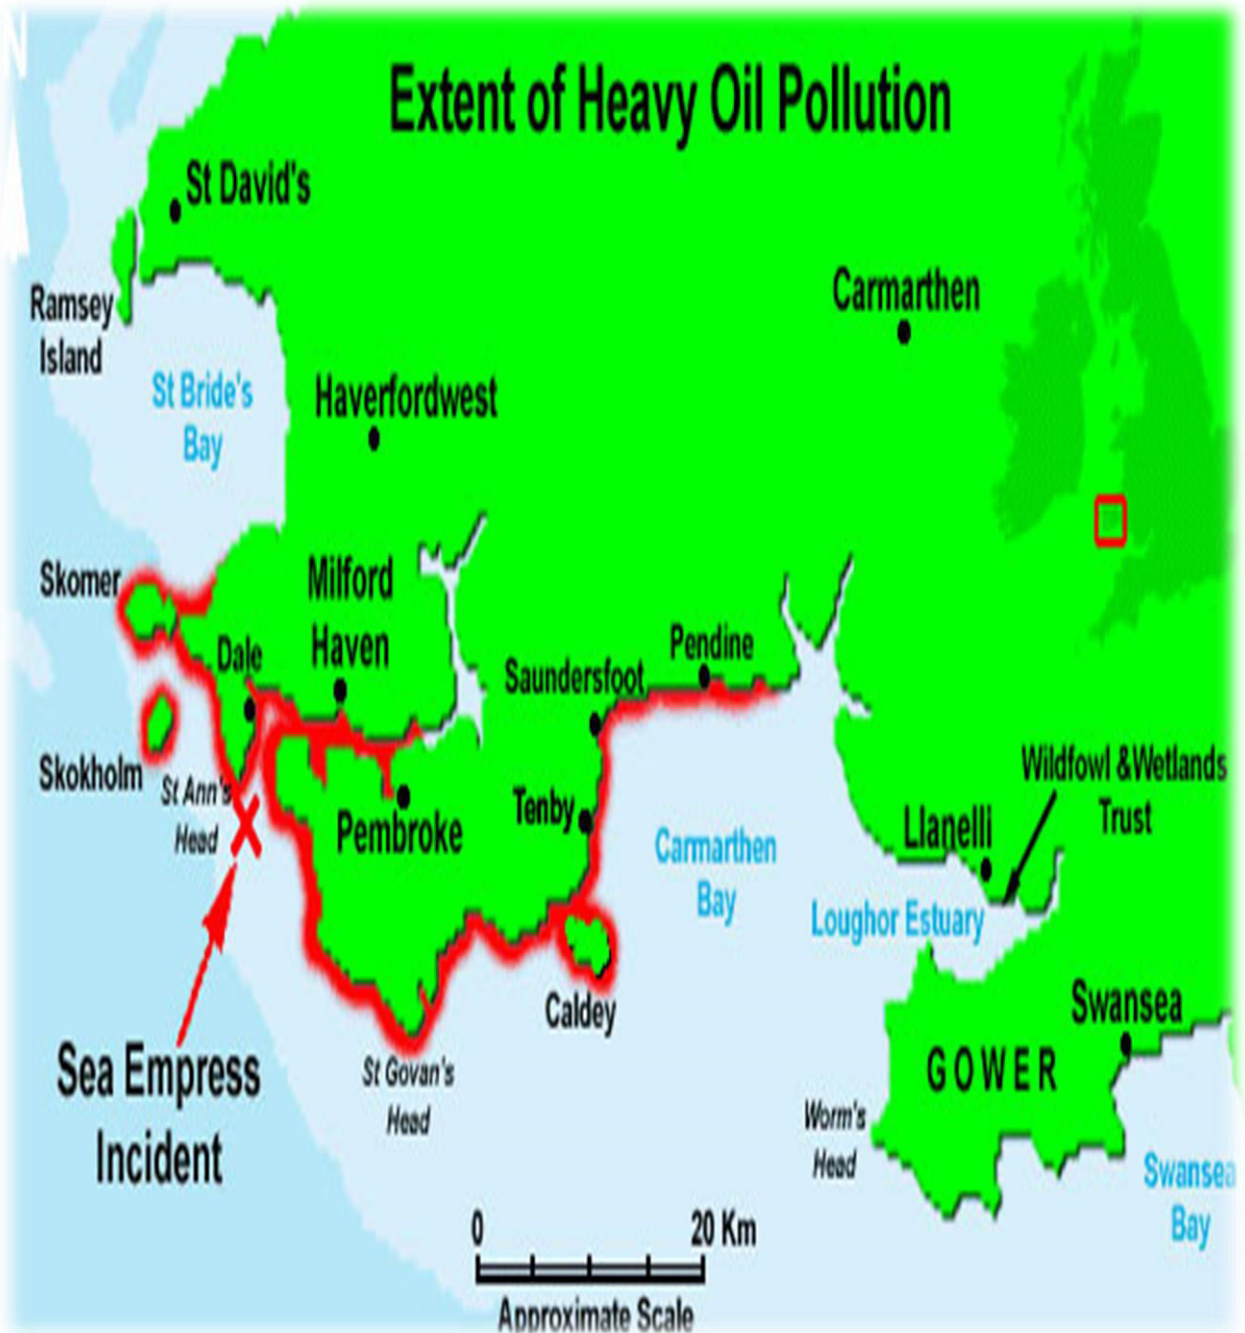 N
Extent of Heavy Oil Pollution
St David's
Ramsey
Island
Carmarthen
St Bride's
Bay
Haverfordwest
Skomer
Milford
Haven
Dale
Pendine
Saundersfoot
Skokholm
St Ann's
Head
Pembroke
Tenby
Carmarthen
Bay
Wildfowl &Wetlands
Trust
Llanelli
Loughor Estuary
Caldey
Swansea
GOWER
Sea Empress
Incident
St Govan's
Head
Worm's
Head
Swansea
Bay
0 20 Km
Approximate Scale